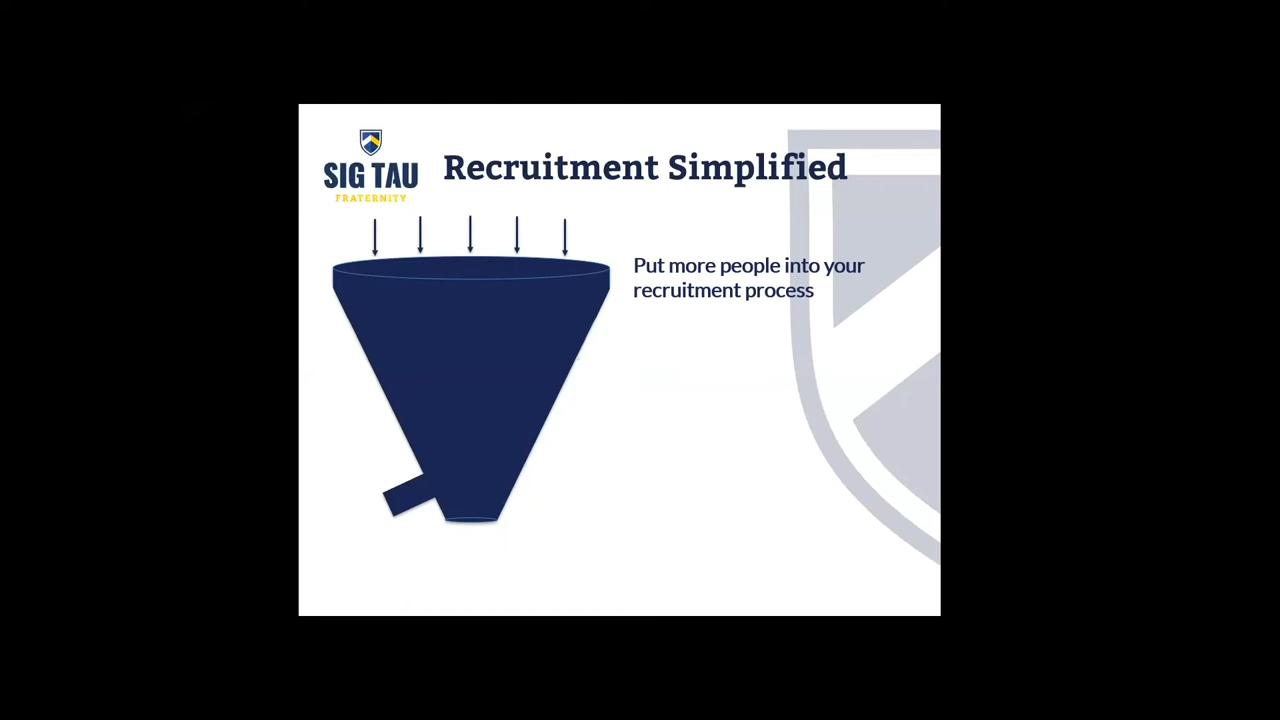 SIG TAU
FRATERNITY
Recruitment Simplified
Put more people into your
recruitment process